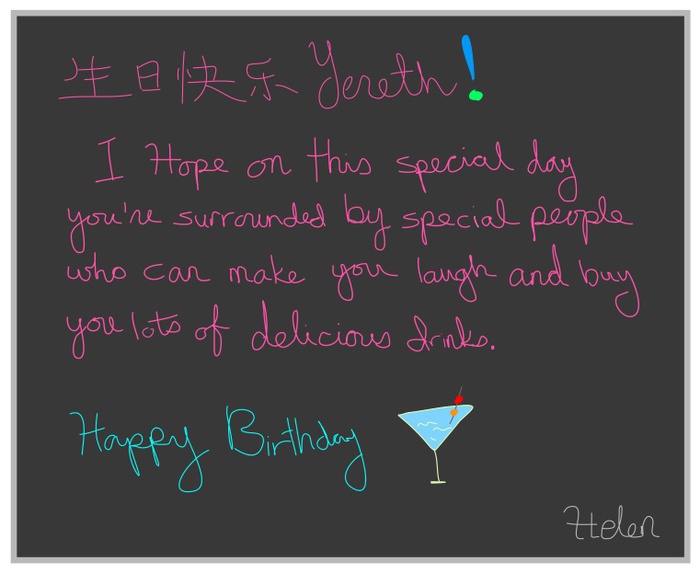 生日快乐 Yereth!
I Hope on this special day
you're surrounded by special people
who can make you laugh and buy
you lots of delicious drinks.
Happy Birthday
Helen